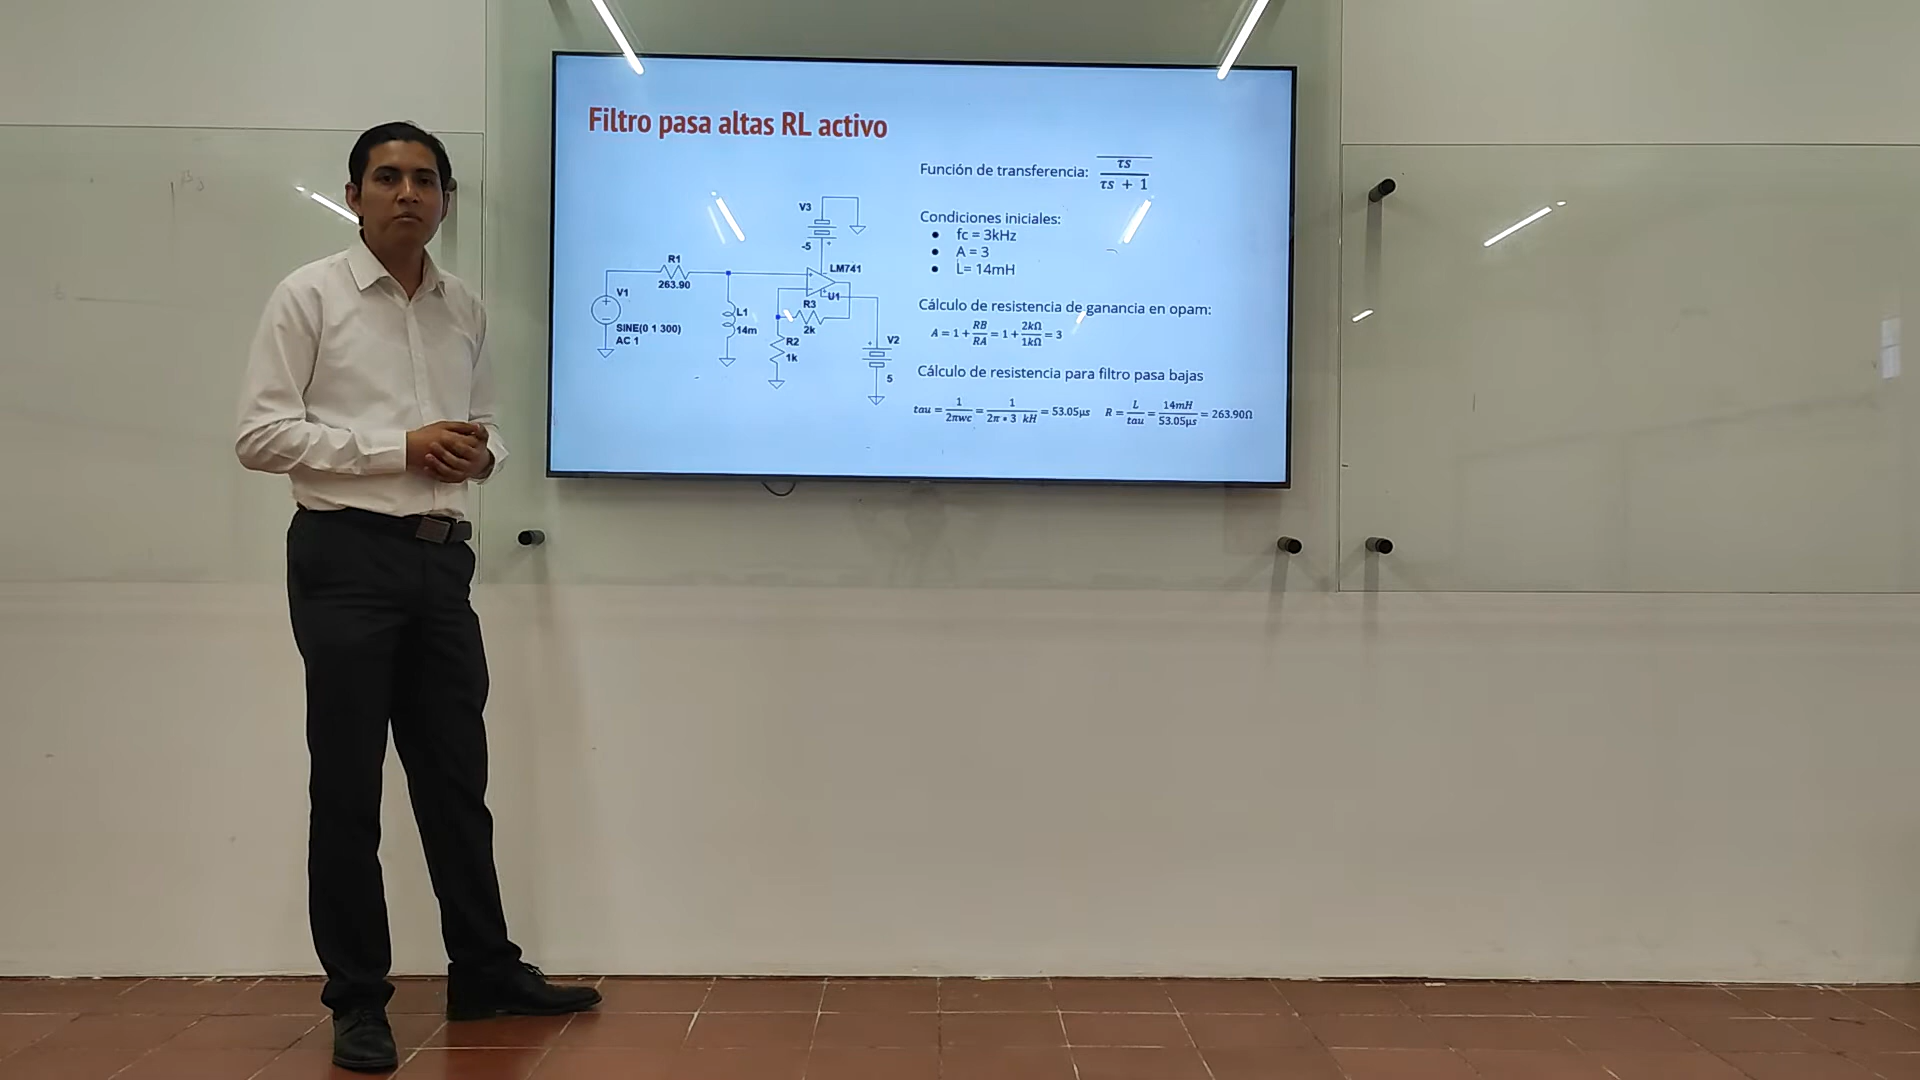 Filtro pasa altas RL activo
Función de transferencia: τs / τs + 1
Condiciones iniciales:
• fc = 3kHz
• A = 3
• L= 14mH
Cálculo de resistencia de ganancia en opam:
A = 1 + RB/RA = 1 + 2kΩ/1kΩ = 3
Cálculo de resistencia para filtro pasa bajas
tau = 1/2πwc = 1/2π * 3 kH = 53.05μs R = L/tau = 14mH/53.05μs = 263.90Ω
V3
-5
R1
263.90
LM741
U1
V1
SINE(0 1 300)
AC 1
L1
14m
R3
2k
R2
1k
V2
5